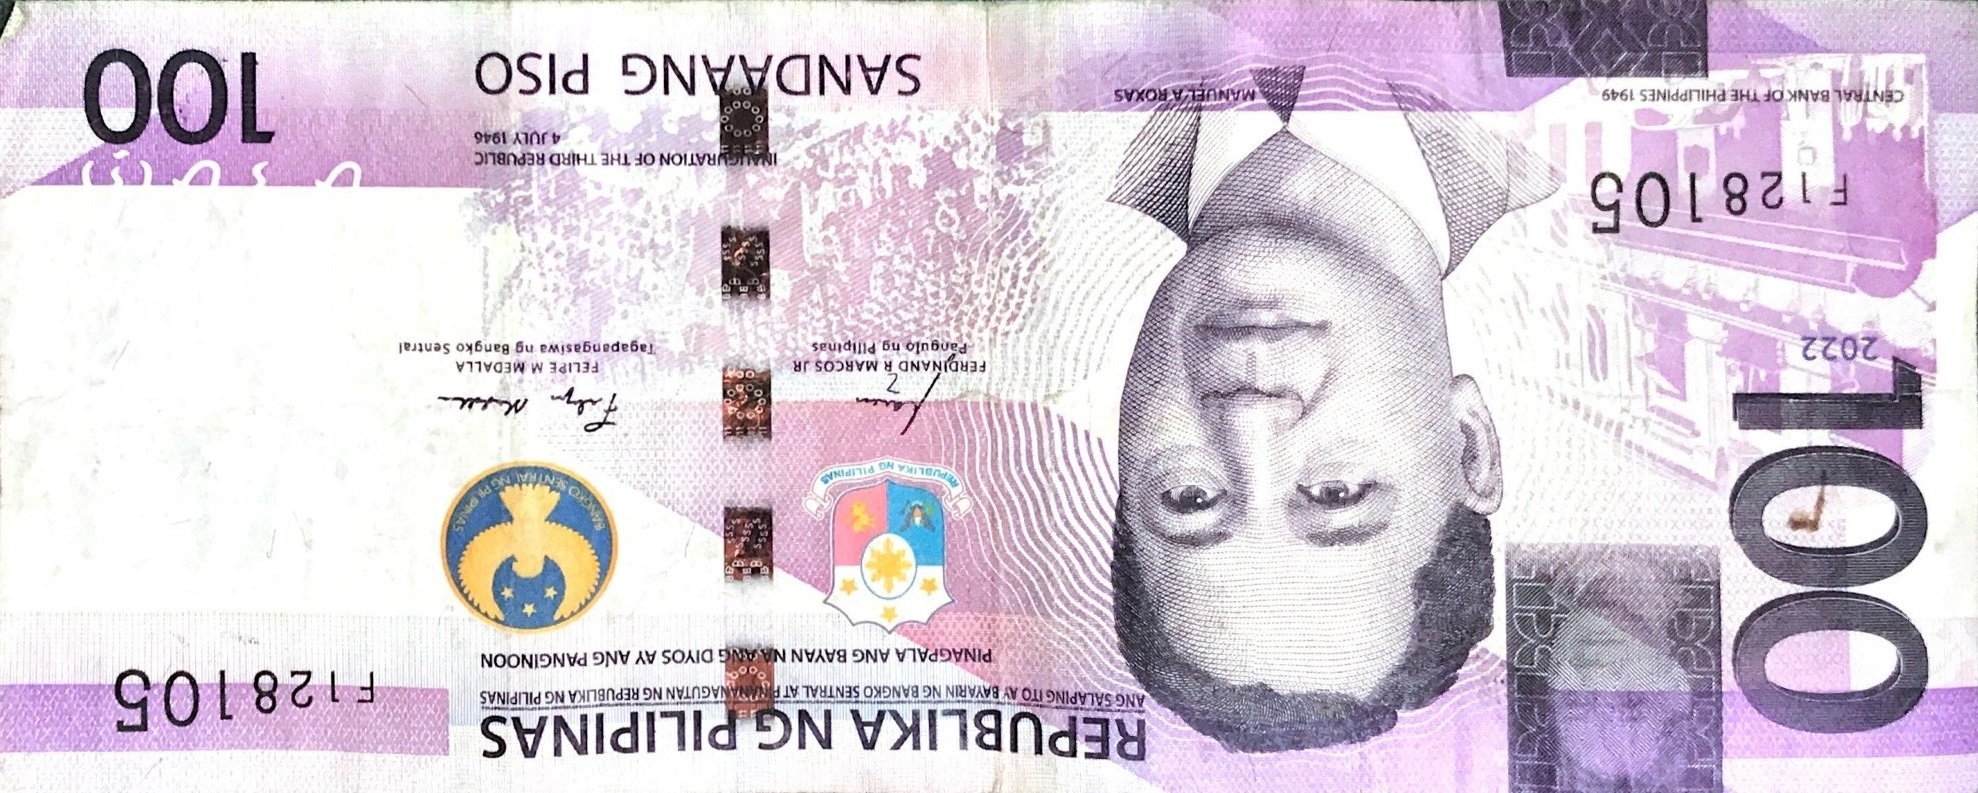 REPUBLIKA NG PILIPINAS
ANG SALAPING ITO AY BAYARIN NG BANGKO SENTRAL AT PINANANAGUTAN NG REPUBLIKA NG PILIPINAS
PINAGPALA ANG BAYAN NA ANG DIYOS AY ANG PANGINOON
F128105
100
REPUBLIKA NG PILIPINAS
BANGKO SENTRAL NG PILIPINAS
FERDINAND R MARCOS JR
Pangulo ng Pilipinas
FELIPE M MEDALLA
Tagapangasiwa ng Bangko Sentral
2022
F128105
INAUGURATION OF THE THIRD REPUBLIC
4 JULY 1946
CENTRAL BANK OF THE PHILIPPINES 1949
MANUEL A ROXAS
SANDAANG PISO
100